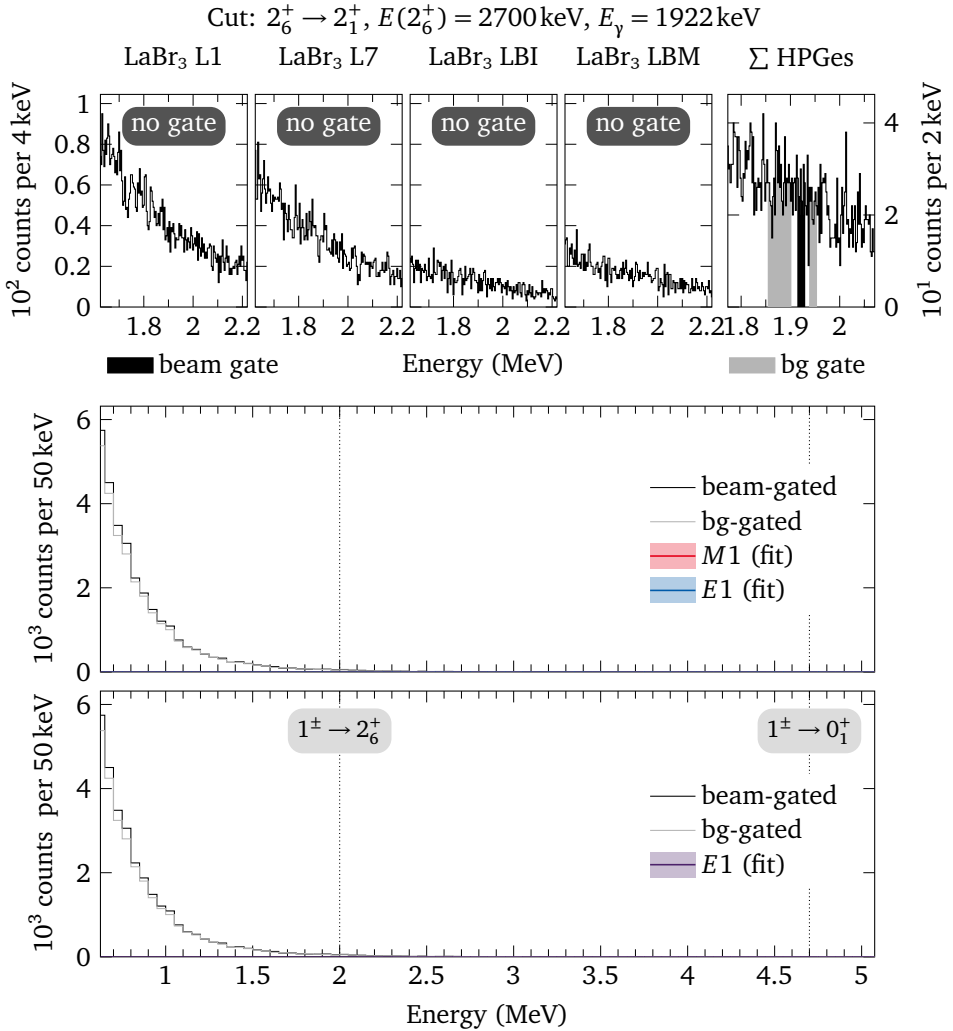 Cut: 2₆⁺ → 2₁⁺, E(2₆⁺) = 2700 keV, E_γ = 1922 keV
LaBr₃ L1 LaBr₃ L7 LaBr₃ LBI LaBr₃ LBM ∑ HPGes
no gate no gate no gate no gate
10² counts per 4 keV
0 0.2 0.4 0.6 0.8 1
10¹ counts per 2 keV
0 2 4
1.8 2 2.2 1.8 2 2.2 1.8 2 2.2 1.8 2 2.2 1.8 1.9 2
beam gate Energy (MeV) bg gate
10³ counts per 50 keV
0 2 4 6
beam-gated
bg-gated
M1 (fit)
E1 (fit)
10³ counts per 50 keV
0 2 4 6
1± → 2₆⁺ 1± → 0₁⁺
beam-gated
bg-gated
E1 (fit)
1 1.5 2 2.5 3 3.5 4 4.5 5
Energy (MeV)